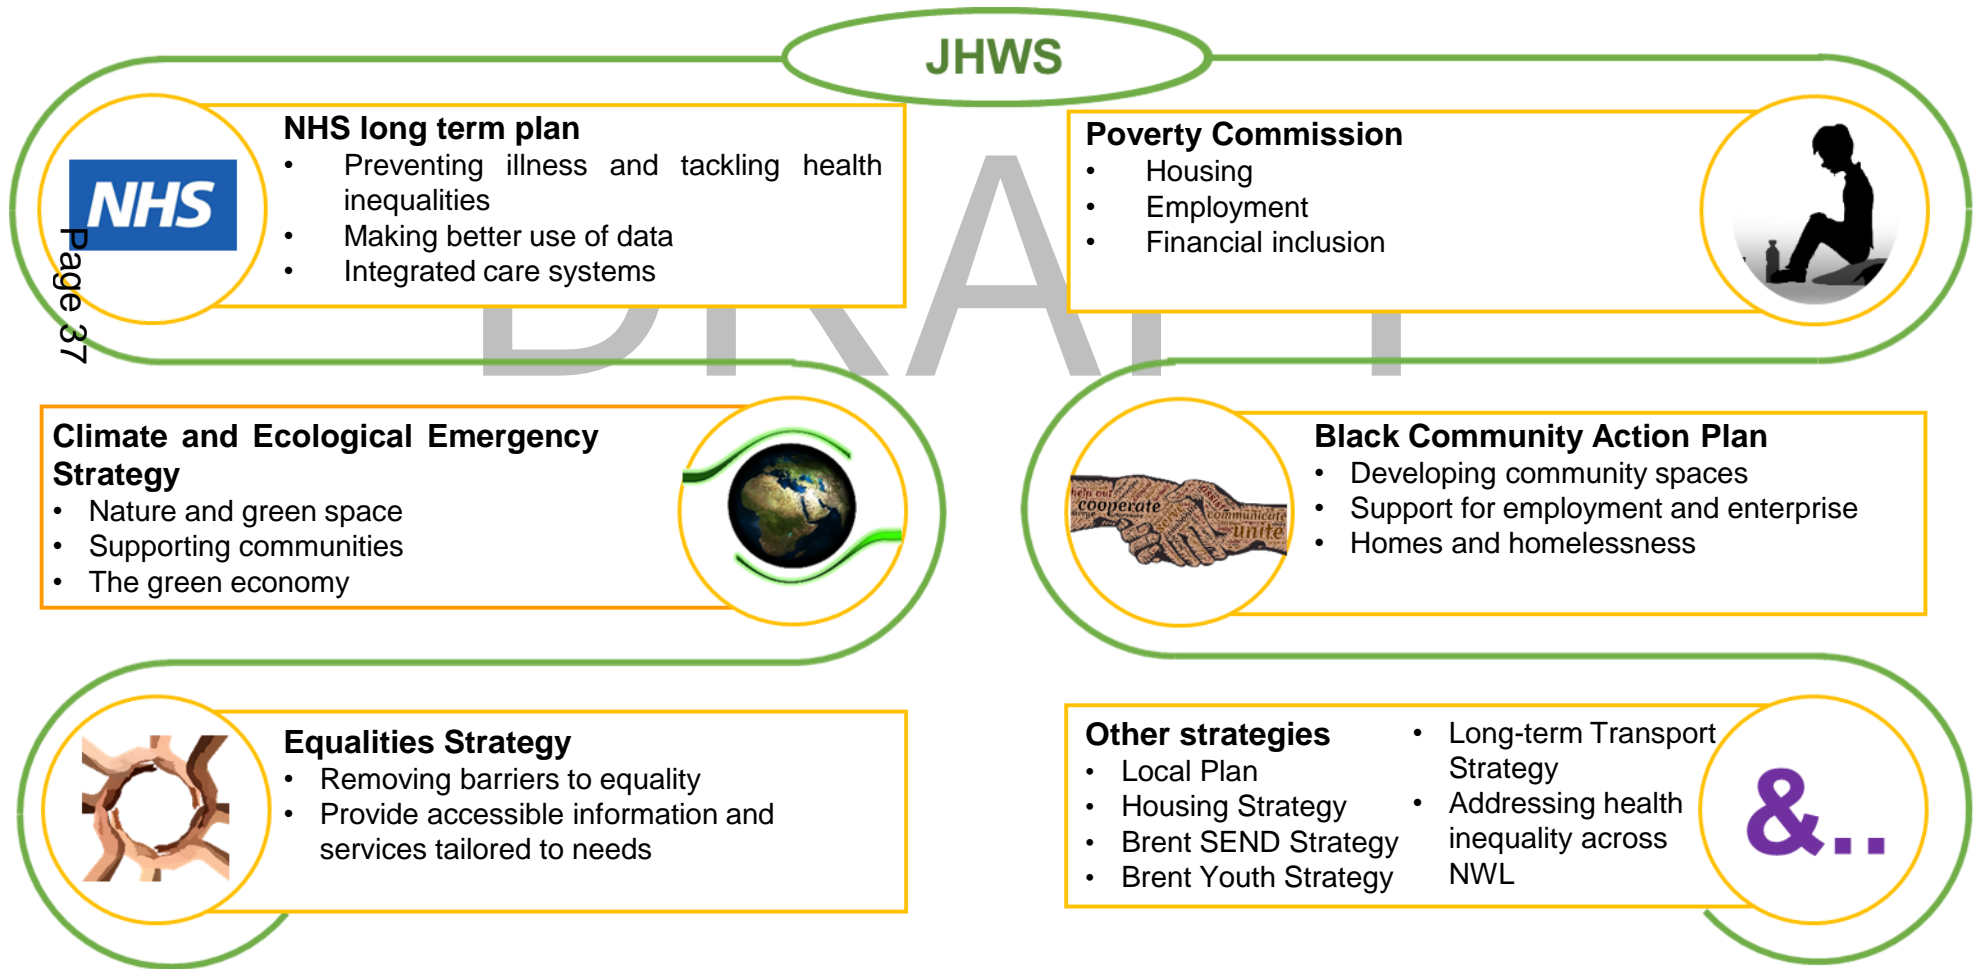 JHWS
NHS
NHS long term plan
• Preventing illness and tackling health
inequalities
• Making better use of data
• Integrated care systems
Poverty Commission
• Housing
• Employment
• Financial inclusion
Page 37
DRAFT
Climate and Ecological Emergency
Strategy
• Nature and green space
• Supporting communities
• The green economy
help out
cooperate
assist
communicate
unite
Black Community Action Plan
• Developing community spaces
• Support for employment and enterprise
• Homes and homelessness
Equalities Strategy
• Removing barriers to equality
• Provide accessible information and
services tailored to needs
Other strategies
• Local Plan
• Housing Strategy
• Brent SEND Strategy
• Brent Youth Strategy
• Long-term Transport
Strategy
• Addressing health
inequality across
NWL
&..